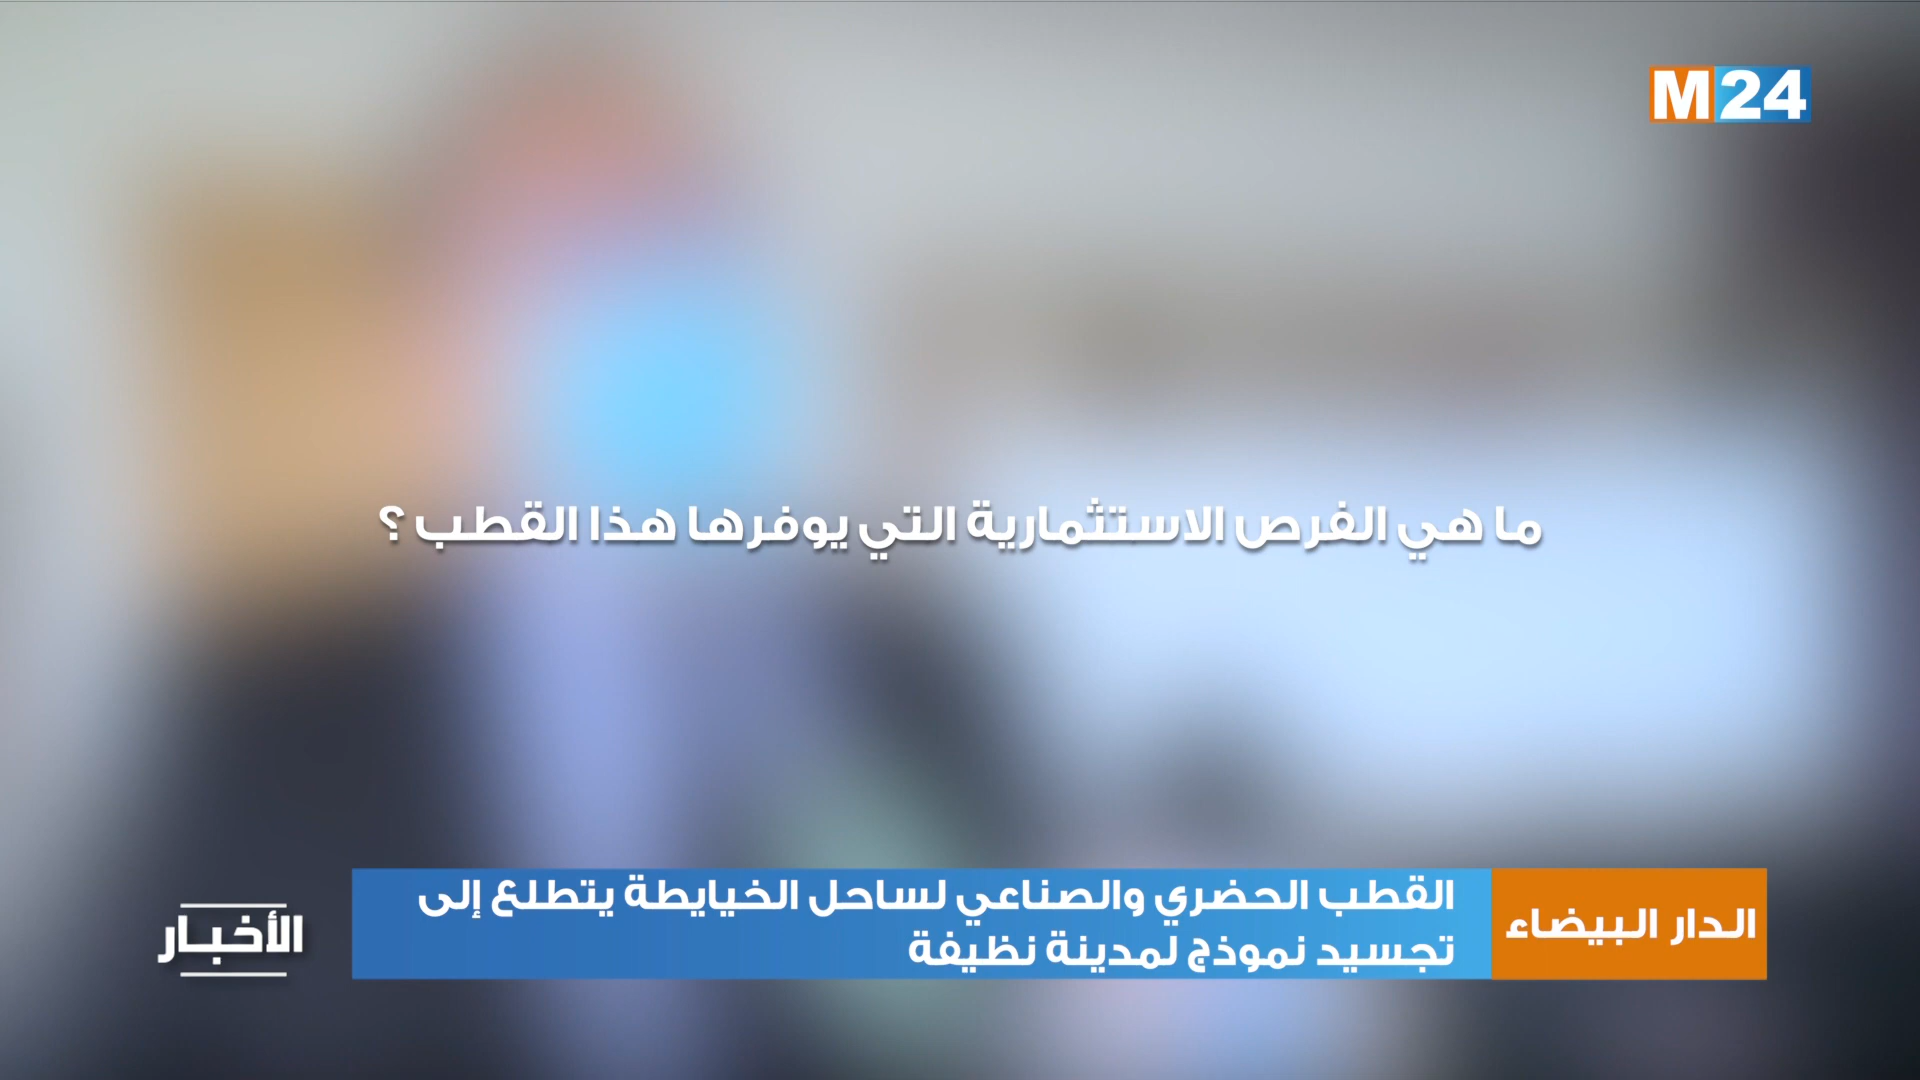 M24
ما هي الفرص الاستثمارية التي يوفرها هذا القطب ؟
الدار البيضاء
القطب الحضري والصناعي لساحل الخيايطة يتطلع إلى
تجسيد نموذج لمدينة نظيفة
الأخبار